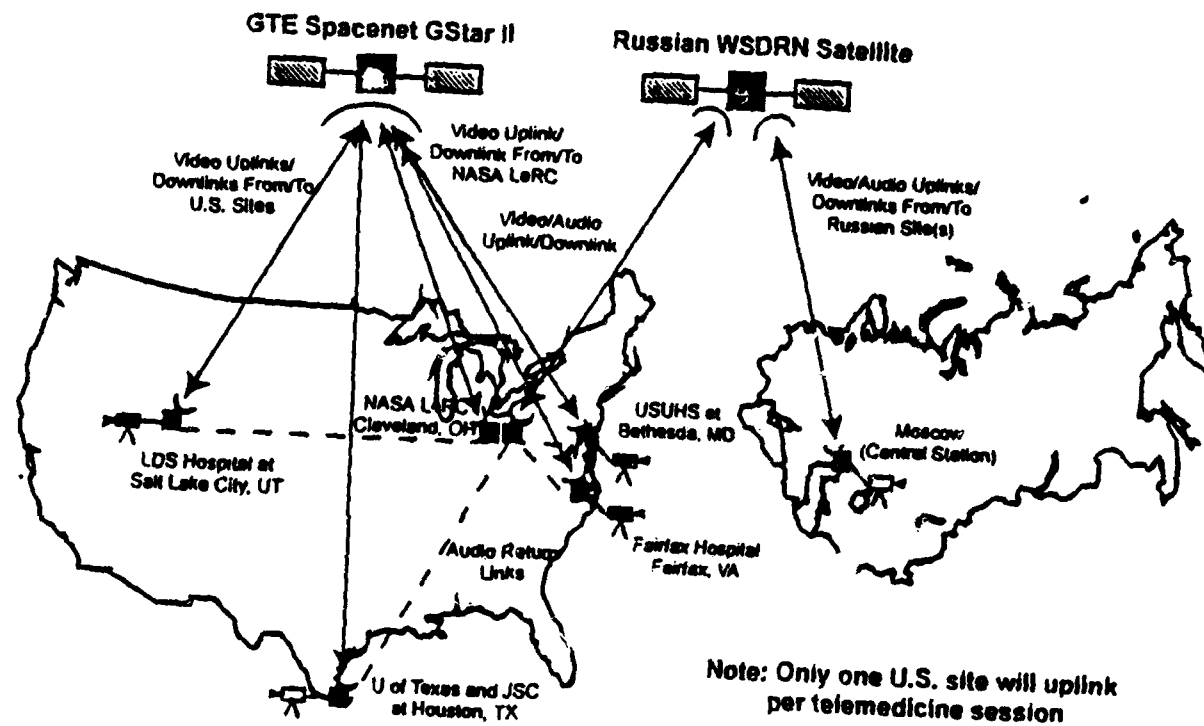 GTE Spacenet GStar II
Russian WSDRN Satellite
Video Uplinks/
Downlinks From/To
U.S. Sites
Video Uplink/
Downlink From/To
NASA LeRC
Video/Audio
Uplink/Downlink
Video/Audio Uplinks/
Downlinks From/To
Russian Site(s)
NASA LeRC
Cleveland, OH
USUHS at
Bethesda, MD
Moscow
(Central Station)
LDS Hospital at
Salt Lake City, UT
Audio Return
Links
Fairfax Hospital
Fairfax, VA
U of Texas and JSC
at Houston, TX
Note: Only one U.S. site will uplink
per telemedicine session